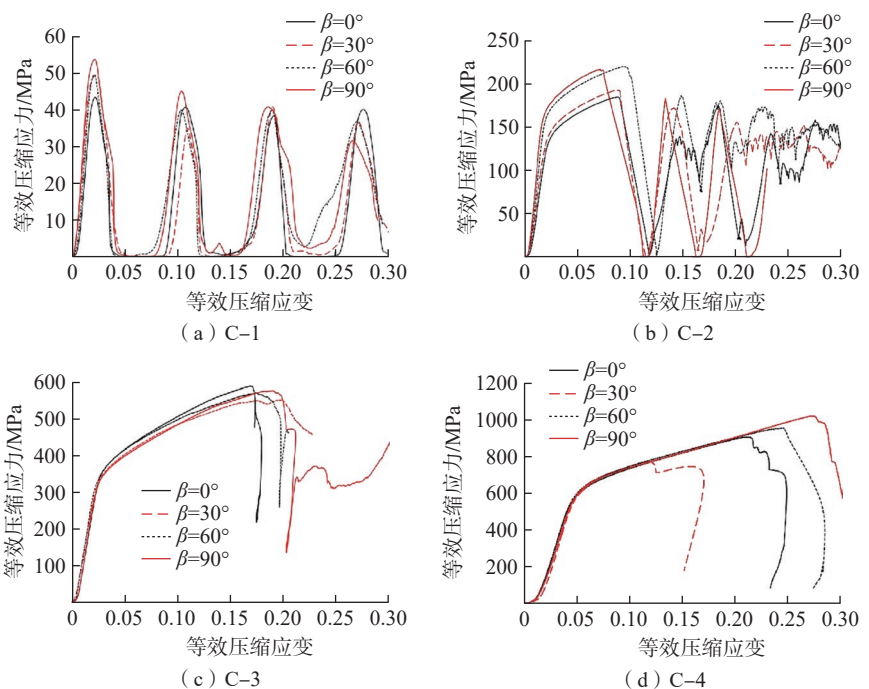 β=0°
β=30°
β=60°
β=90°
60
50
40
30
20
10
0
0.05
0.10
0.15
0.20
0.25
0.30
等效压缩应力/MPa
等效压缩应变
（a）C–1
β=0°
β=30°
β=60°
β=90°
250
200
150
100
50
0
0.05
0.10
0.15
0.20
0.25
0.30
等效压缩应力/MPa
等效压缩应变
（b）C–2
600
500
400
300
200
100
β=0°
β=30°
β=60°
β=90°
0
0.05
0.10
0.15
0.20
0.25
0.30
等效压缩应力/MPa
等效压缩应变
（c）C–3
β=0°
β=30°
β=60°
β=90°
1200
1000
800
600
400
200
0
0.05
0.10
0.15
0.20
0.25
0.30
等效压缩应力/MPa
等效压缩应变
（d）C–4